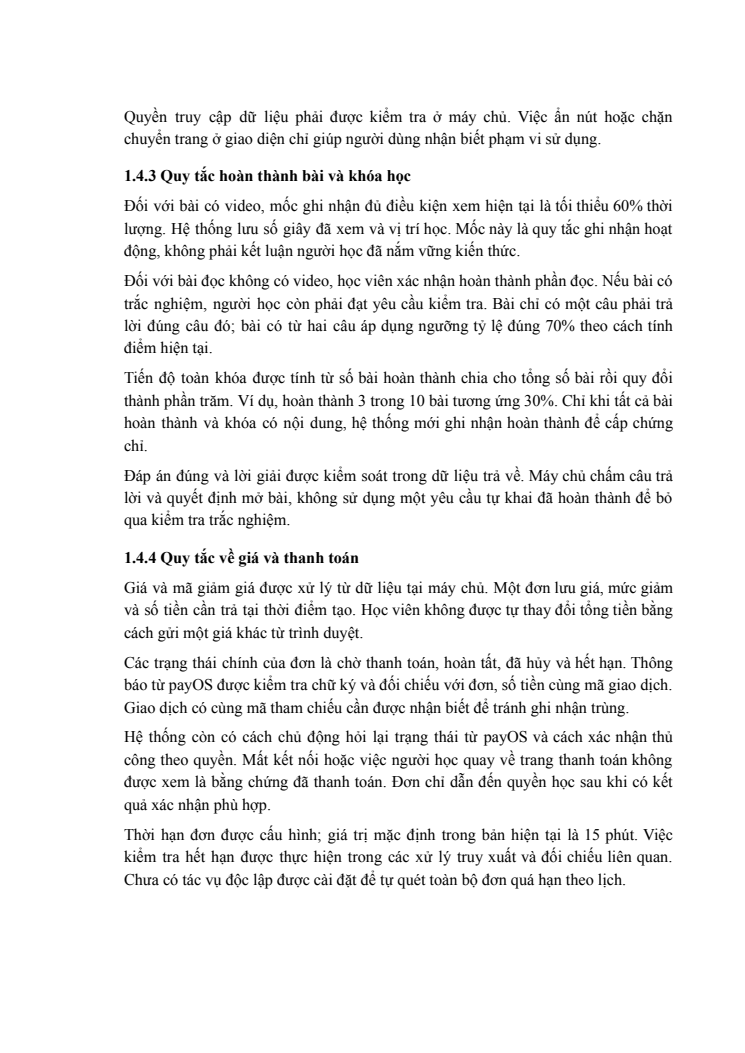 Quyền truy cập dữ liệu phải được kiểm tra ở máy chủ. Việc ẩn nút hoặc chặn
chuyển trang ở giao diện chỉ giúp người dùng nhận biết phạm vi sử dụng.
1.4.3 Quy tắc hoàn thành bài và khóa học
Đối với bài có video, mốc ghi nhận đủ điều kiện xem hiện tại là tối thiểu 60% thời
lượng. Hệ thống lưu số giây đã xem và vị trí học. Mốc này là quy tắc ghi nhận hoạt
động, không phải kết luận người học đã nắm vững kiến thức.
Đối với bài đọc không có video, học viên xác nhận hoàn thành phần đọc. Nếu bài có
trắc nghiệm, người học còn phải đạt yêu cầu kiểm tra. Bài chỉ có một câu phải trả
lời đúng câu đó; bài có từ hai câu áp dụng ngưỡng tỷ lệ đúng 70% theo cách tính
điểm hiện tại.
Tiến độ toàn khóa được tính từ số bài hoàn thành chia cho tổng số bài rồi quy đổi
thành phần trăm. Ví dụ, hoàn thành 3 trong 10 bài tương ứng 30%. Chỉ khi tất cả bài
hoàn thành và khóa có nội dung, hệ thống mới ghi nhận hoàn thành để cấp chứng
chỉ.
Đáp án đúng và lời giải được kiểm soát trong dữ liệu trả về. Máy chủ chấm câu trả
lời và quyết định mở bài, không sử dụng một yêu cầu tự khai đã hoàn thành để bỏ
qua kiểm tra trắc nghiệm.
1.4.4 Quy tắc về giá và thanh toán
Giá và mã giảm giá được xử lý từ dữ liệu tại máy chủ. Một đơn lưu giá, mức giảm
và số tiền cần trả tại thời điểm tạo. Học viên không được tự thay đổi tổng tiền bằng
cách gửi một giá khác từ trình duyệt.
Các trạng thái chính của đơn là chờ thanh toán, hoàn tất, đã hủy và hết hạn. Thông
báo từ payOS được kiểm tra chữ ký và đối chiếu với đơn, số tiền cùng mã giao dịch.
Giao dịch có cùng mã tham chiếu cần được nhận biết để tránh ghi nhận trùng.
Hệ thống còn có cách chủ động hỏi lại trạng thái từ payOS và cách xác nhận thủ
công theo quyền. Mất kết nối hoặc việc người học quay về trang thanh toán không
được xem là bằng chứng đã thanh toán. Đơn chỉ dẫn đến quyền học sau khi có kết
quả xác nhận phù hợp.
Thời hạn đơn được cấu hình; giá trị mặc định trong bản hiện tại là 15 phút. Việc
kiểm tra hết hạn được thực hiện trong các xử lý truy xuất và đối chiếu liên quan.
Chưa có tác vụ độc lập được cài đặt để tự quét toàn bộ đơn quá hạn theo lịch.